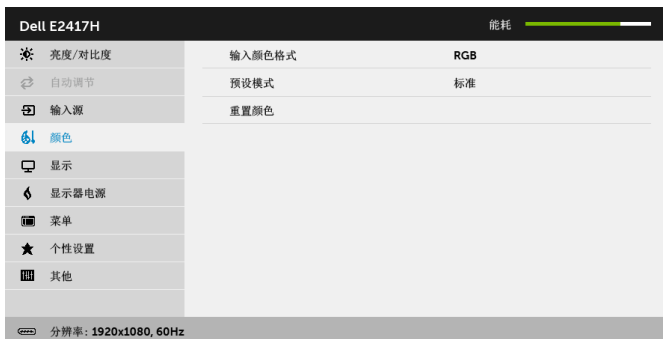 Dell E2417H 能耗
亮度/对比度 输入颜色格式 RGB
自动调节 预设模式 标准
输入源 重置颜色
颜色
显示
显示器电源
菜单
个性设置
其他
分辨率: 1920x1080, 60Hz